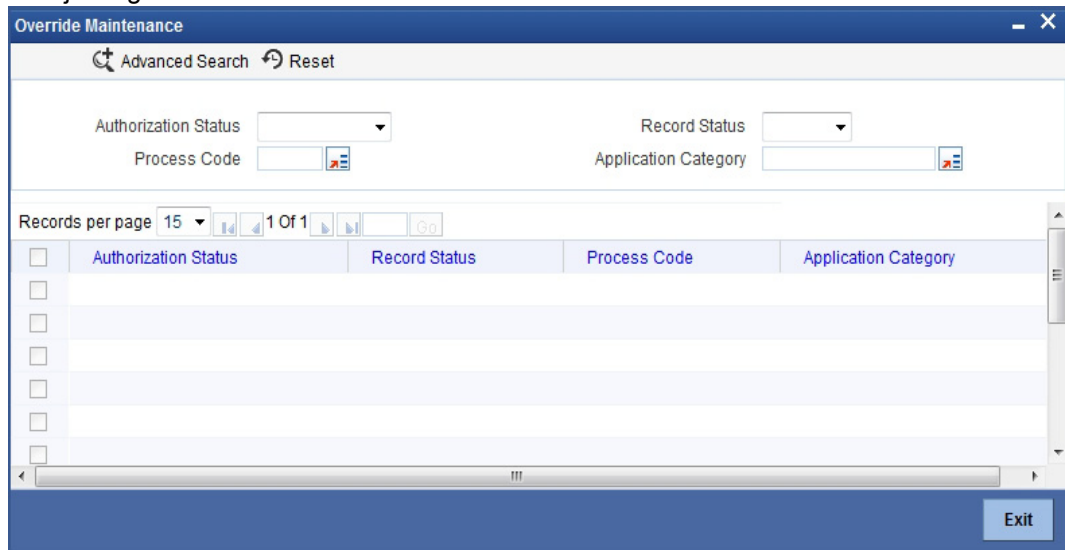 Override Maintenance
Advanced Search Reset
Authorization Status Record Status
Process Code Application Category
Records per page 15 1 Of 1 Go
Authorization Status Record Status Process Code Application Category
Exit